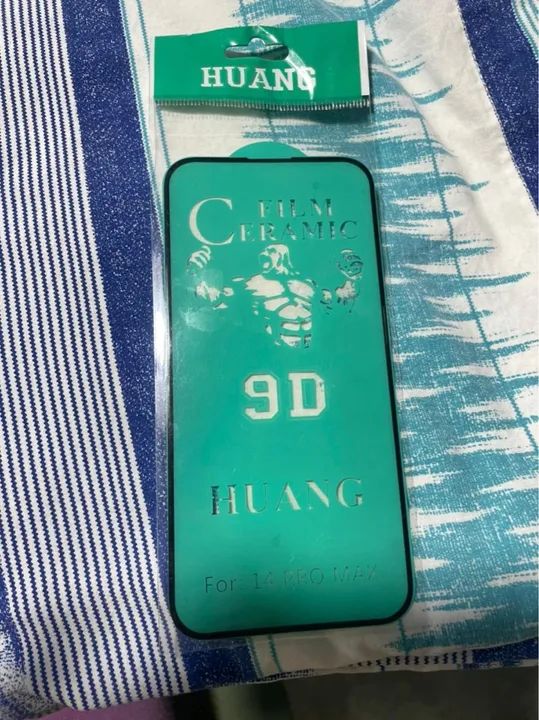 HUANG
FILM
CERAMIC
9D
HUANG
For: 14 PRO MAX